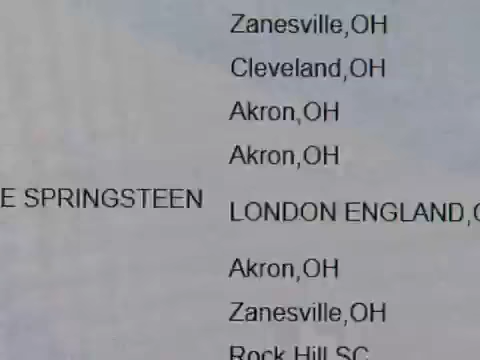 Zanesville,OH
Cleveland,OH
Akron,OH
Akron,OH
E SPRINGSTEEN
LONDON ENGLAND,
Akron,OH
Zanesville,OH
Rock Hill,SC